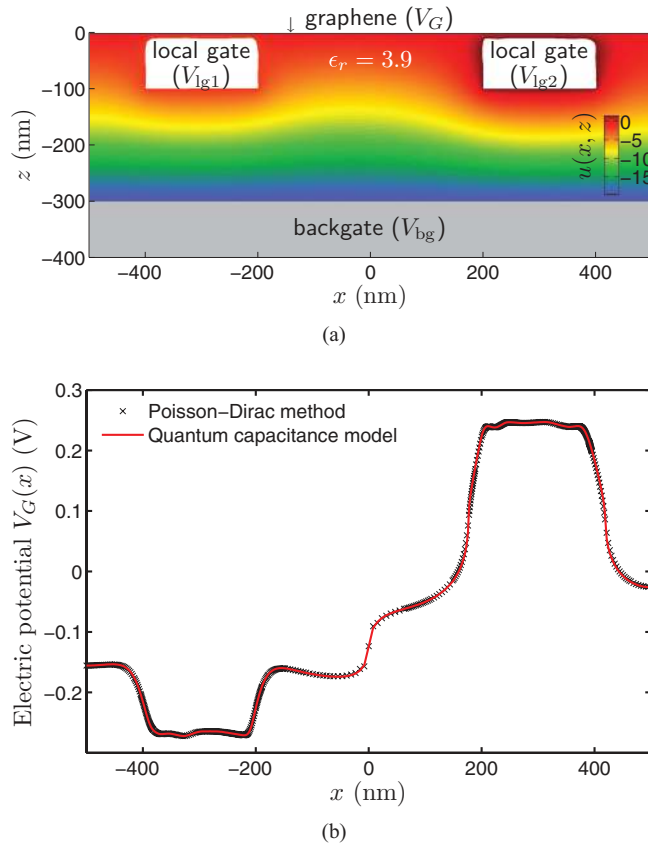 ↓ graphene (V_G)
0
−100
−200
−300
−400
z (nm)
local gate
(V_lg1)
ϵ_r = 3.9
local gate
(V_lg2)
u(x, z)
0
−5
−10
−15
backgate (V_bg)
−400 −200 0 200 400
x (nm)
(a)
0.3
0.2
0.1
0
−0.1
−0.2
Electric potential V_G(x) (V)
× Poisson−Dirac method
Quantum capacitance model
−400 −200 0 200 400
x (nm)
(b)